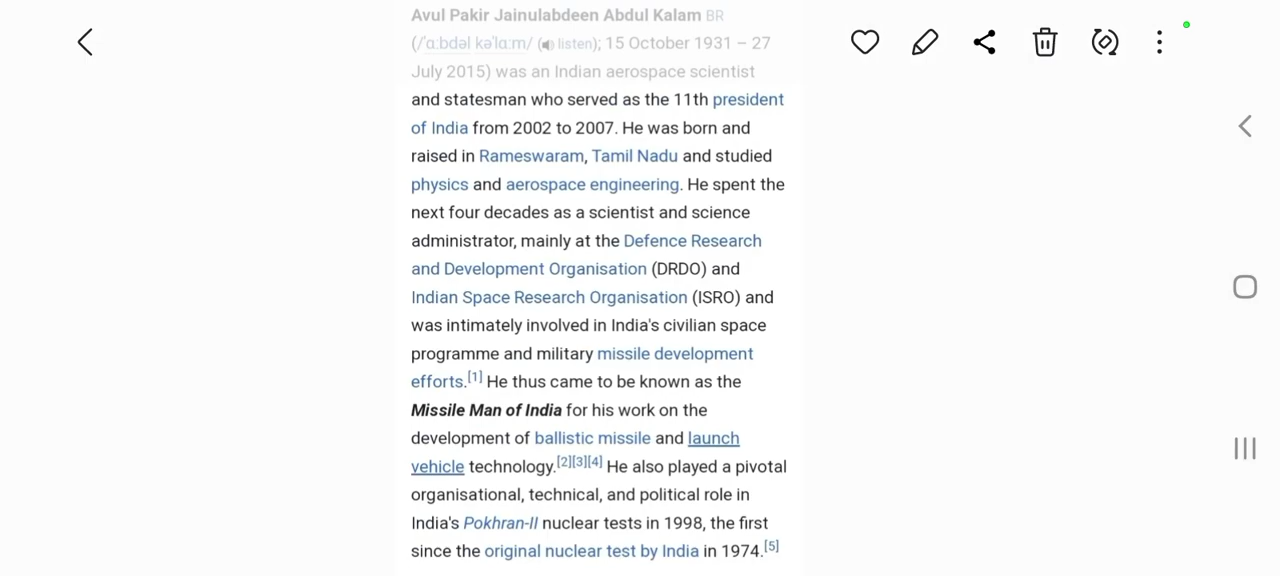 Avul Pakir Jainulabdeen Abdul Kalam BR
(/ˈɑːbdəl kəˈlɑːm/ (listen); 15 October 1931 – 27
July 2015) was an Indian aerospace scientist
and statesman who served as the 11th president
of India from 2002 to 2007. He was born and
raised in Rameswaram, Tamil Nadu and studied
physics and aerospace engineering. He spent the
next four decades as a scientist and science
administrator, mainly at the Defence Research
and Development Organisation (DRDO) and
Indian Space Research Organisation (ISRO) and
was intimately involved in India's civilian space
programme and military missile development
efforts.[1] He thus came to be known as the
Missile Man of India for his work on the
development of ballistic missile and launch
vehicle technology.[2][3][4] He also played a pivotal
organisational, technical, and political role in
India's Pokhran-II nuclear tests in 1998, the first
since the original nuclear test by India in 1974.[5]